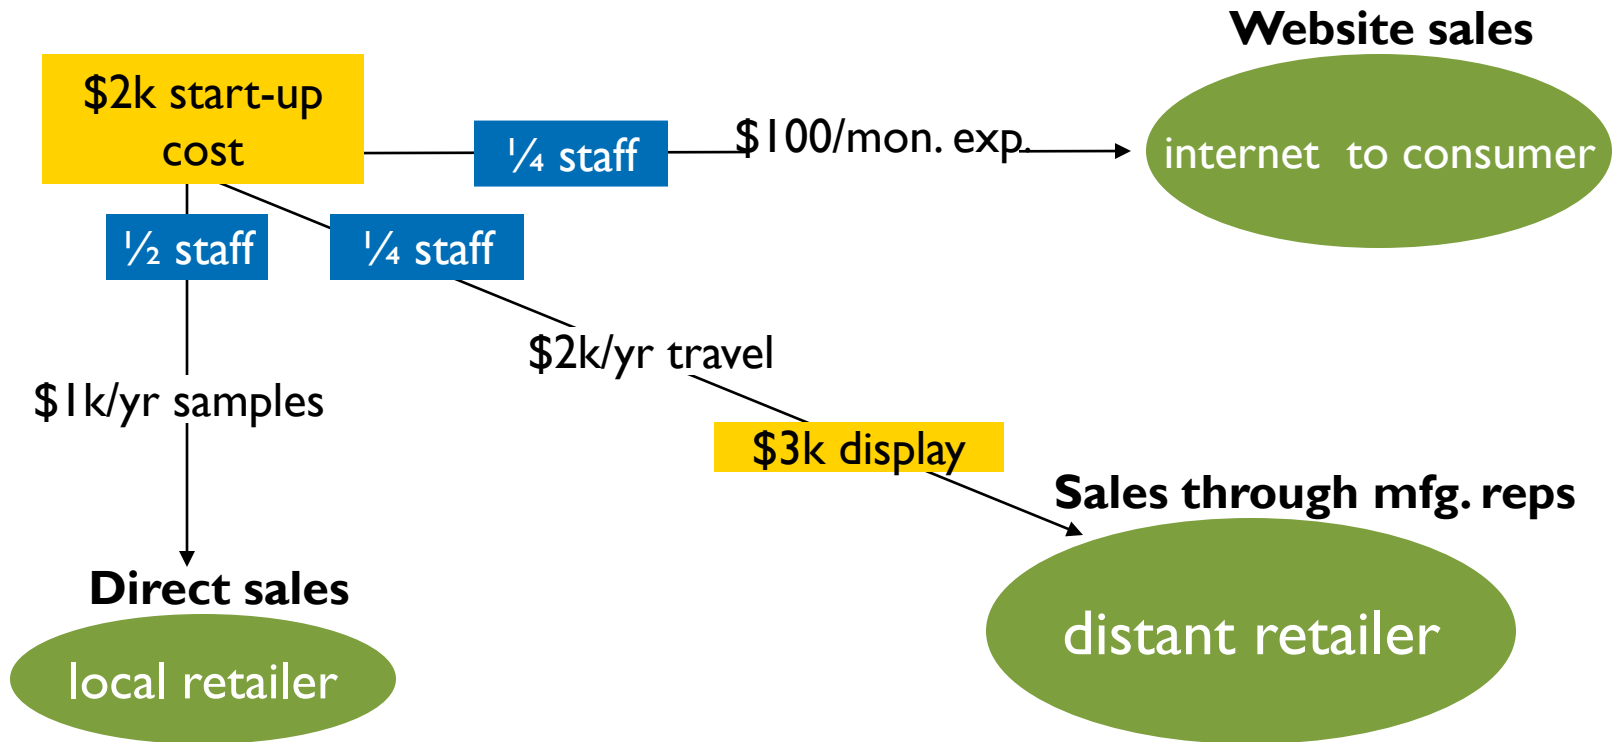 Website sales
$2k start-up
cost
¼ staff
$100/mon. exp.
internet to consumer
½ staff
¼ staff
$2k/yr travel
$1k/yr samples
$3k display
Sales through mfg. reps
distant retailer
Direct sales
local retailer